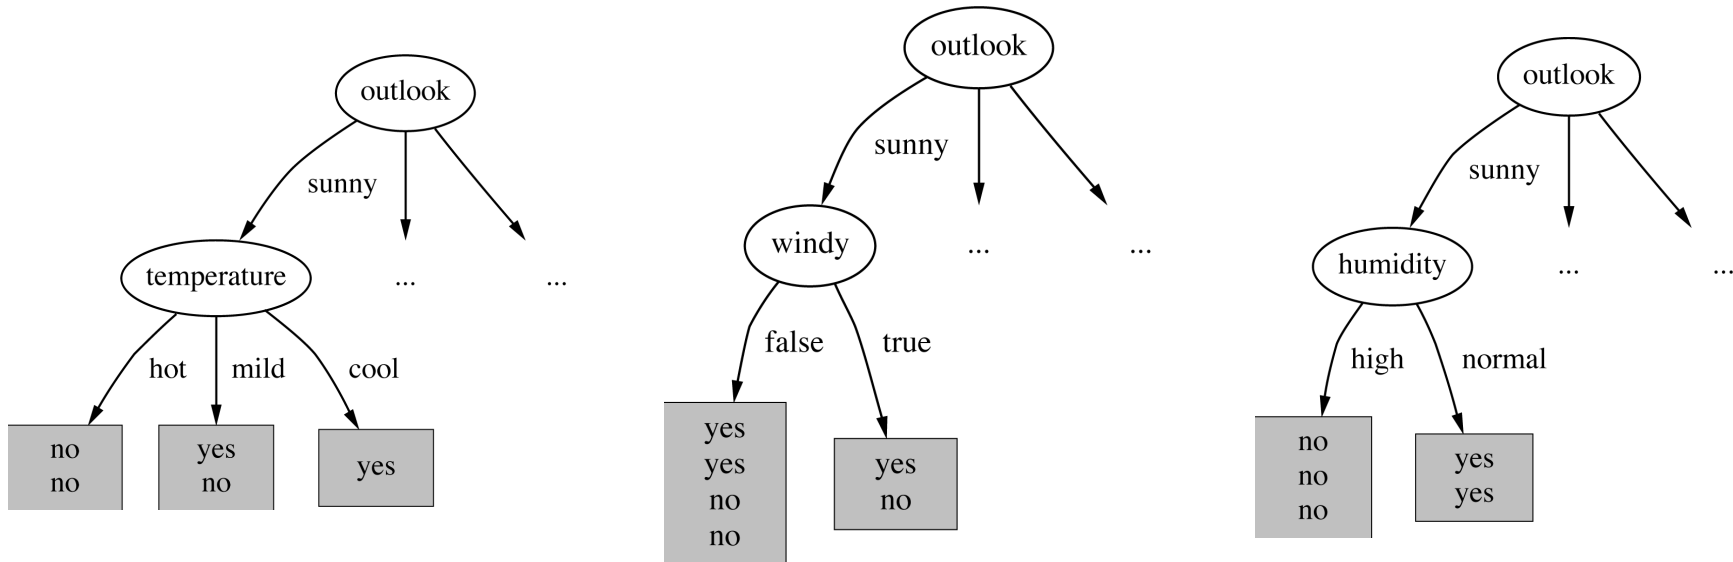 outlook
sunny
temperature
...
...
hot
mild
cool
no
no
yes
no
yes
outlook
sunny
windy
...
...
false
true
yes
yes
no
no
yes
no
outlook
sunny
humidity
...
...
high
normal
no
no
no
yes
yes